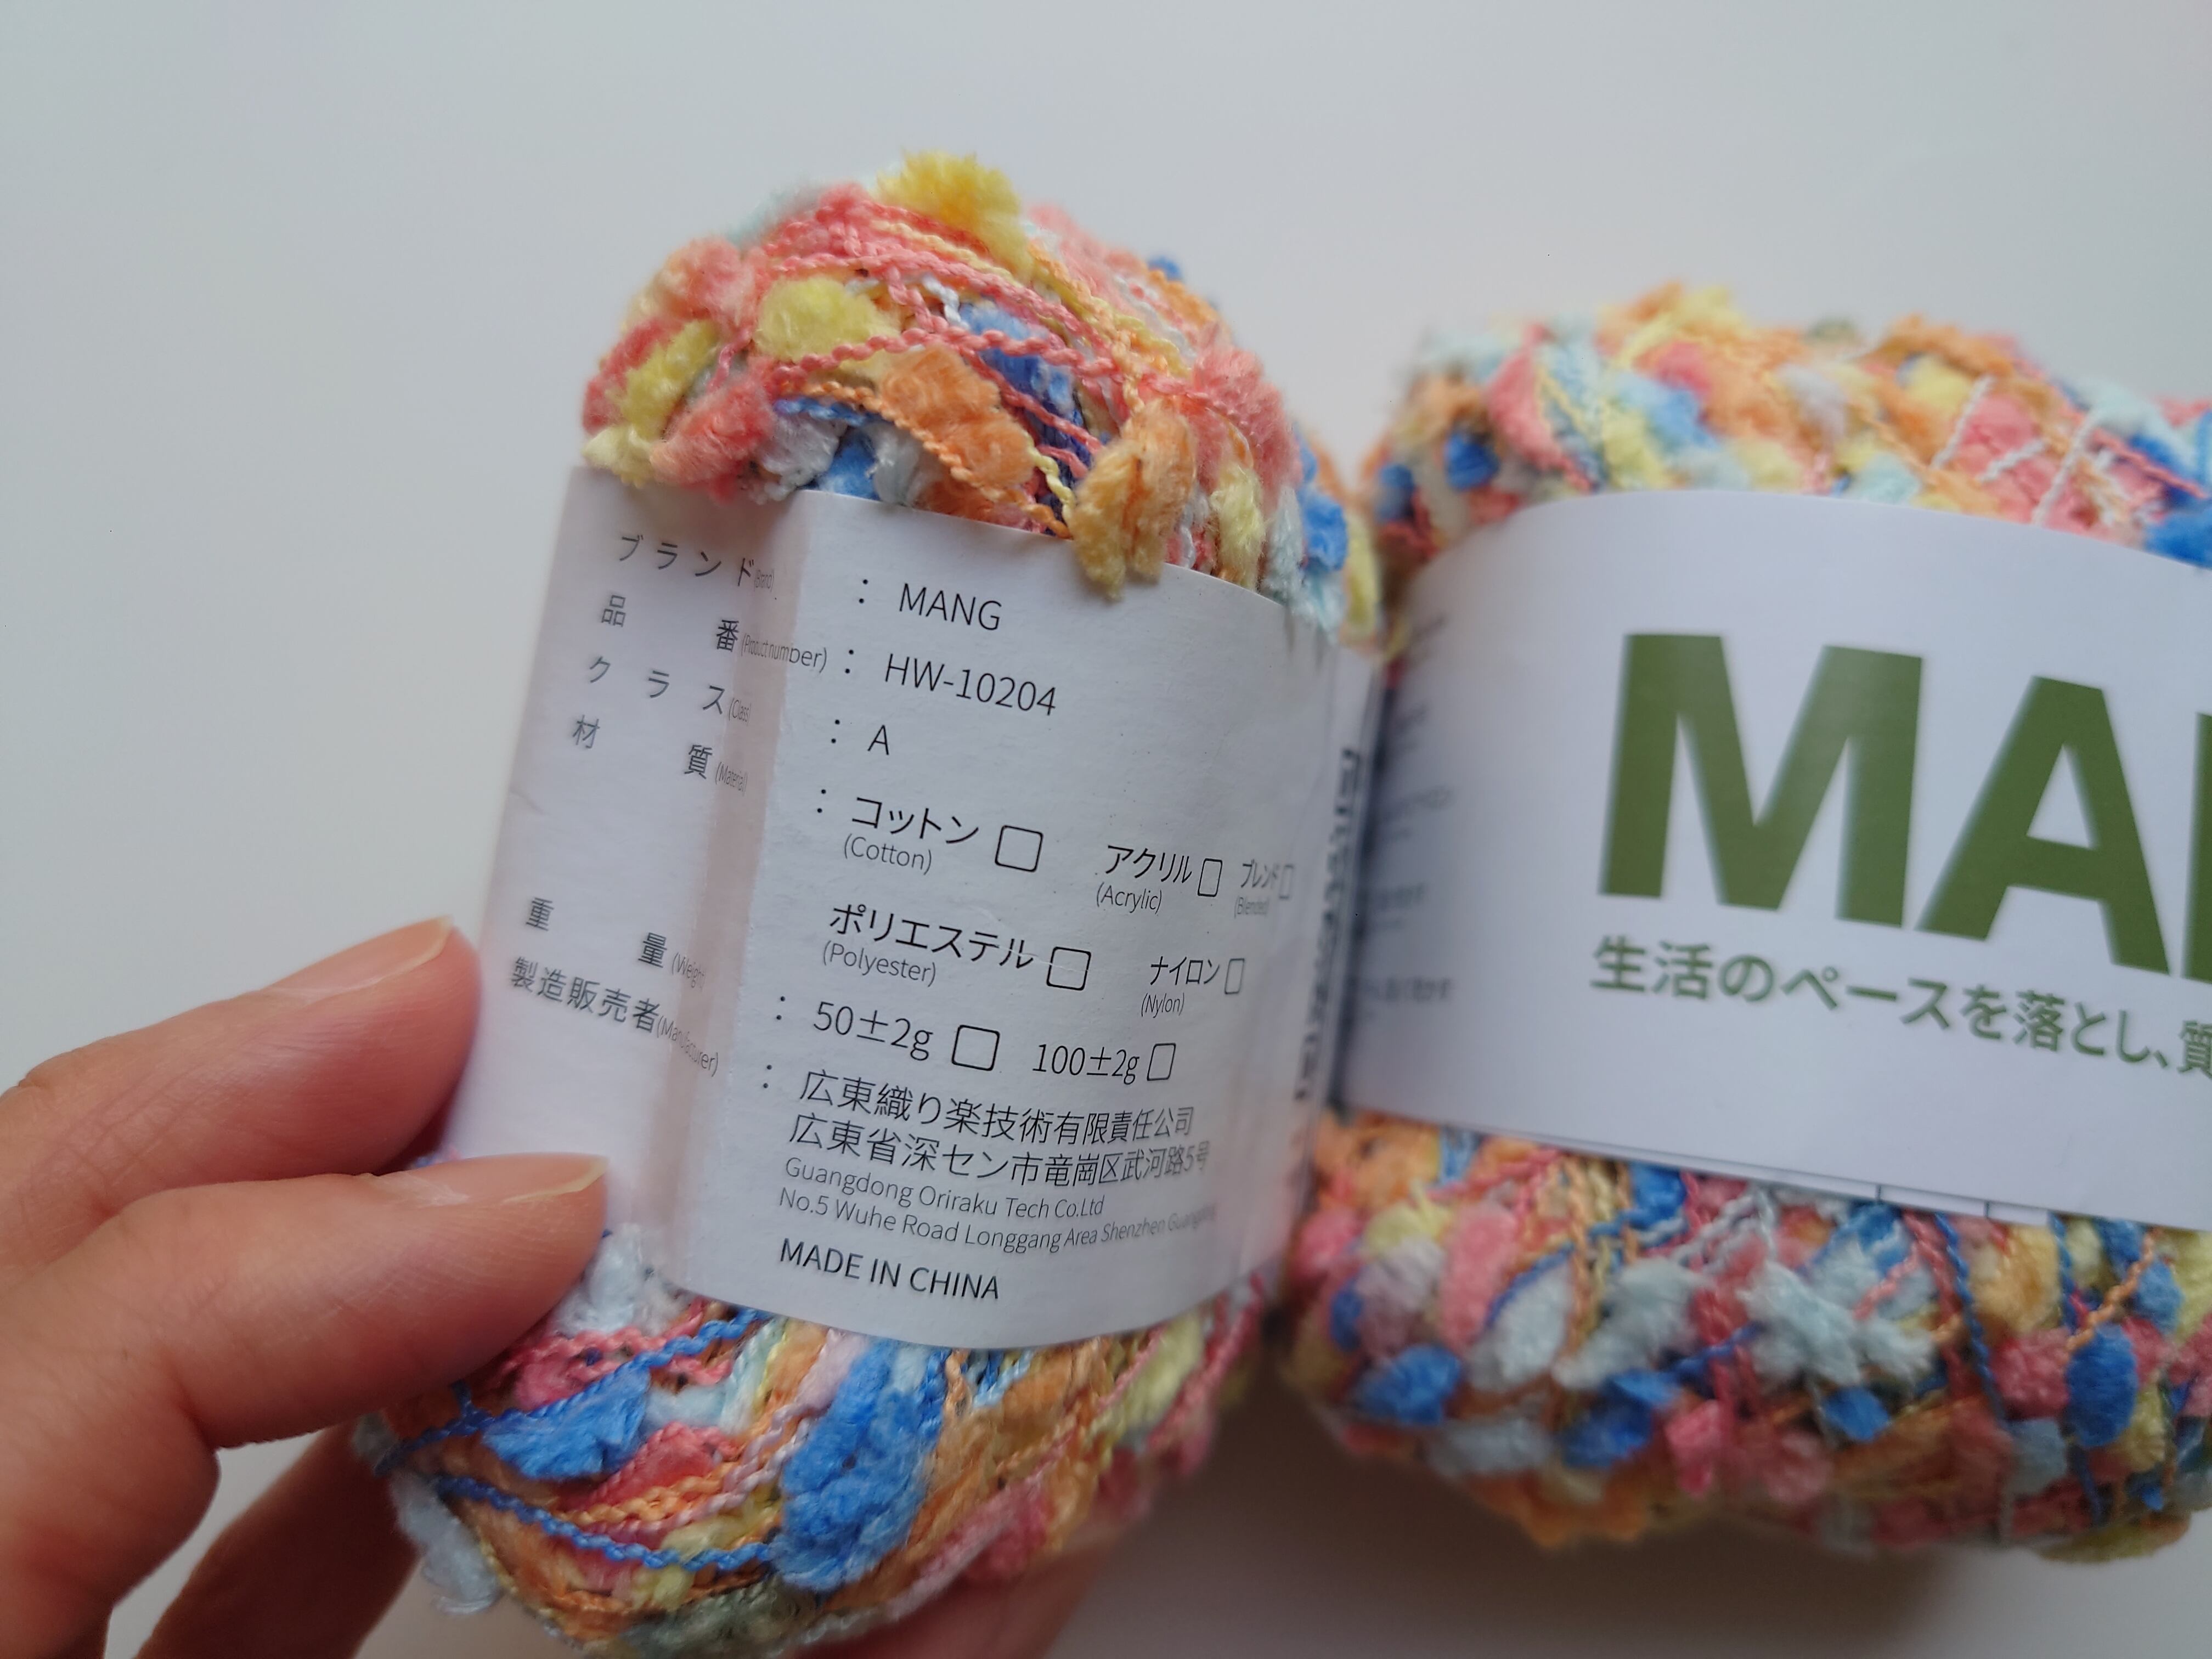 ブランド(Brand) : MANG
品番(Product number) : HW-10204
クラス(Class) : A
材質(Material) : コットン□ アクリル□ ブレンド□
(Cotton) (Acrylic) (Blended)
ポリエステル□ ナイロン□
(Polyester) (Nylon)
重量(Weight) : 50±2g□ 100±2g□
製造販売者(Manufacturer) : 広東織り楽技術有限責任公司
広東省深セン市竜崗区武河路5号
Guangdong Oriraku Tech Co.Ltd
No.5 Wuhe Road Longgang Area Shenzhen
MADE IN CHINA
MA
生活のペースを落とし、質